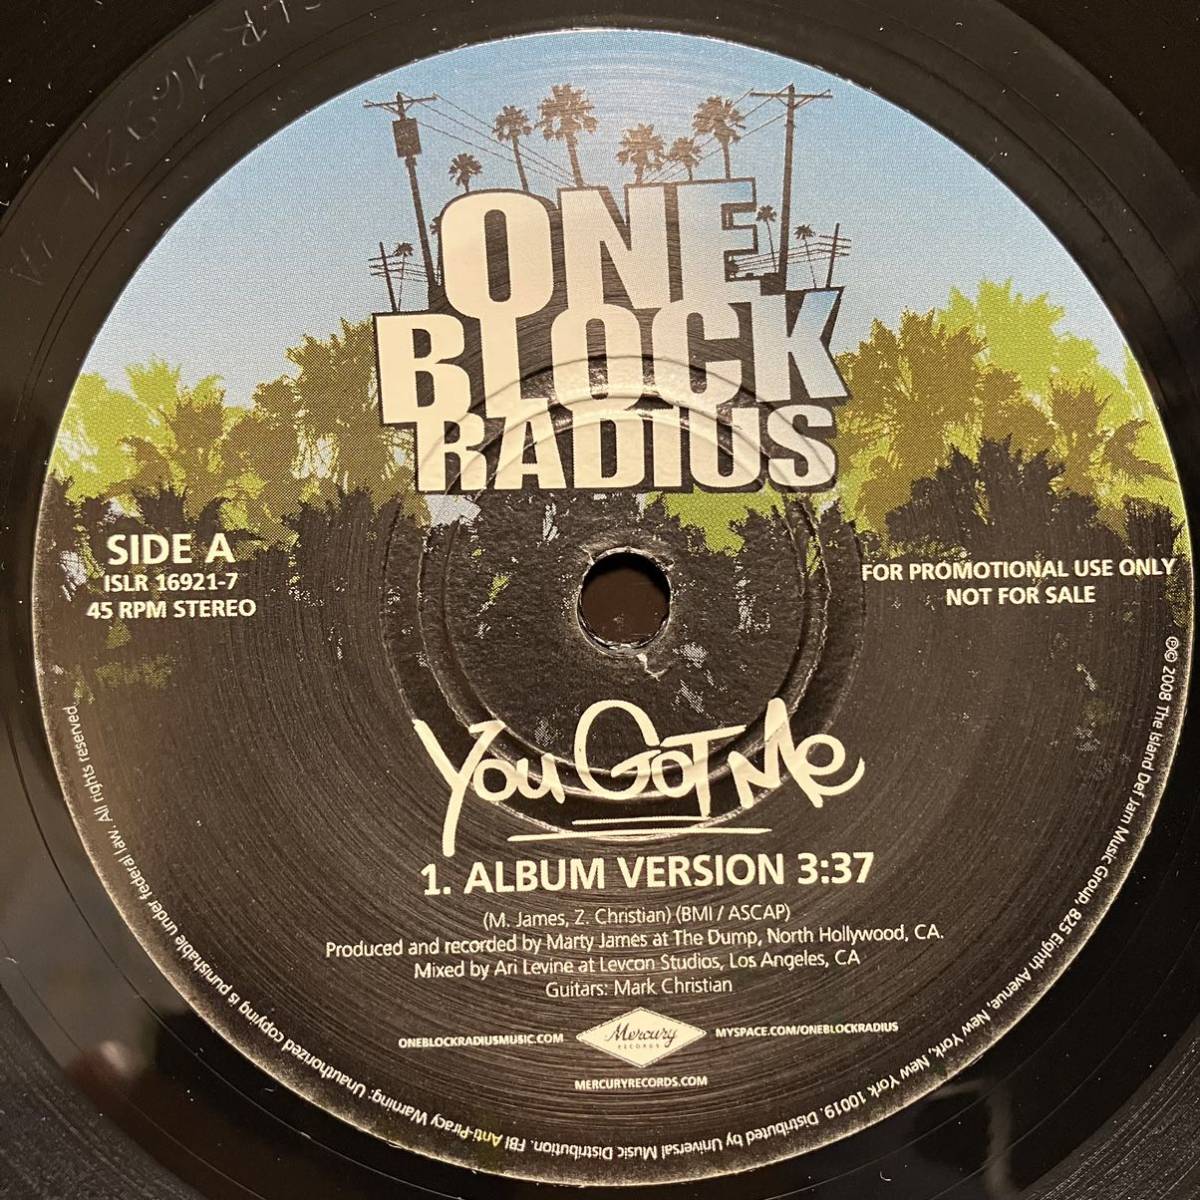 ONE
BLOCK
RADIUS
SIDE A
ISLR 16921-7
45 RPM STEREO
FOR PROMOTIONAL USE ONLY
NOT FOR SALE
You Got Me
1. ALBUM VERSION 3:37
(M. James, Z. Christian) (BMI / ASCAP)
Produced and recorded by Marty James at The Dump, North Hollywood, CA.
Mixed by Ari Levine at Levcon Studios, Los Angeles, CA
Guitars: Mark Christian
ONEBLOCKRADIUSMUSIC.COM
Mercury
RECORDS
MYSPACE.COM/ONEBLOCKRADIUS
MERCURYRECORDS.COM
℗© 2008 The Island Def Jam Music Group, 825 Eighth Avenue, New York, New York 10019. Distributed by Universal Music Distribution. FBI Anti-Piracy Warning: Unauthorized copying is punishable under federal law. All rights reserved.